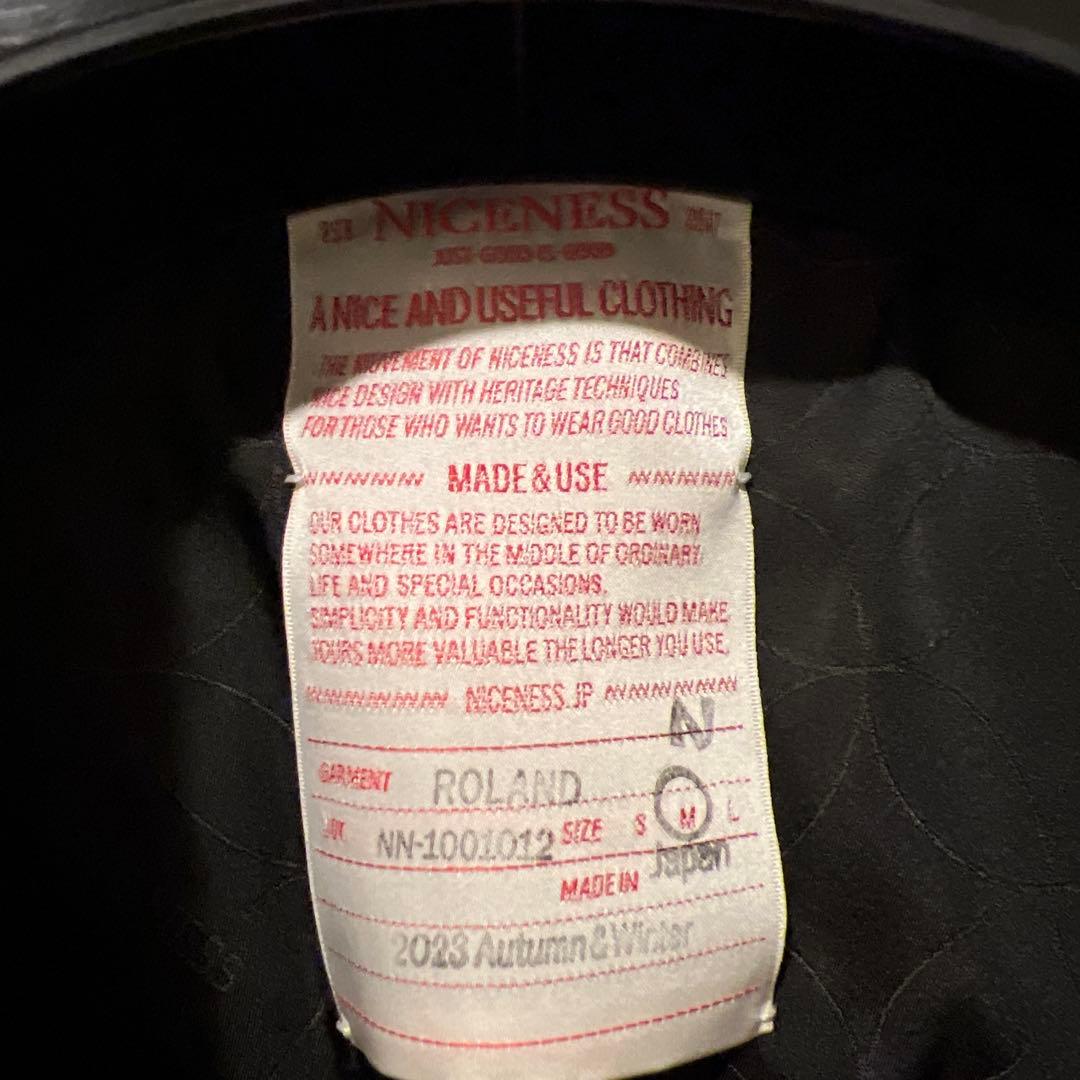 NICENESS
A NICE AND USEFUL CLOTHING
THE MOVEMENT OF NICENESS IS THAT COMBINES
NICE DESIGN WITH HERITAGE TECHNIQUES
FOR THOSE WHO WANTS TO WEAR GOOD CLOTHES
MADE & USE
OUR CLOTHES ARE DESIGNED TO BE WORN
SOMEWHERE IN THE MIDDLE OF ORDINARY
LIFE AND SPECIAL OCCASIONS.
SIMPLICITY AND FUNCTIONALITY WOULD MAKE
YOURS MORE VALUABLE THE LONGER YOU USE.
NICENESS.JP
N
GARMENT ROLAND
NN-1001012 SIZE S M L
MADE IN Japan
2023 Autumn&Winter